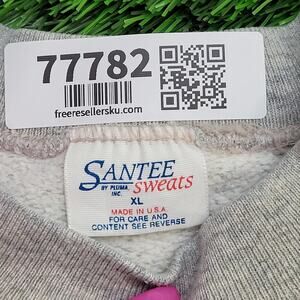 77782
freeresellersku.com
SANTEE
BY PLUMA INC.
sweats
XL
MADE IN U.S.A.
FOR CARE AND
CONTENT SEE REVERSE